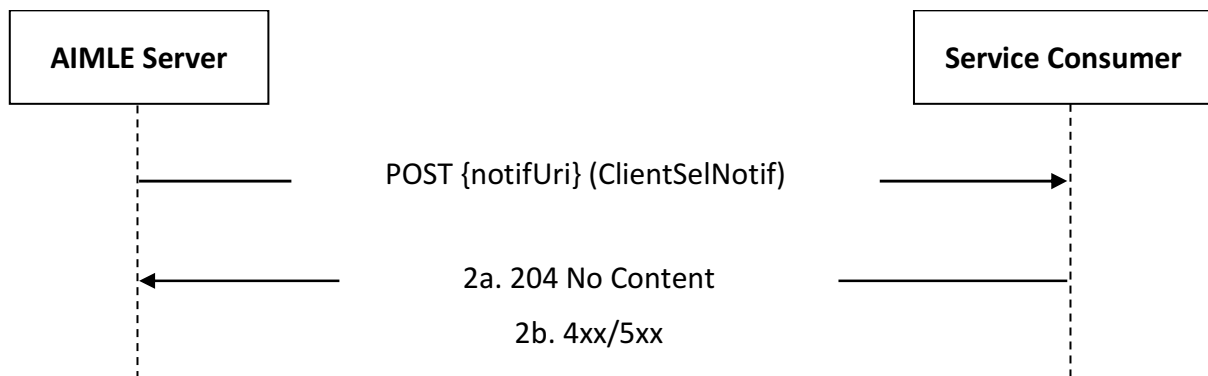 AIMLE Server
Service Consumer
POST {notifUri} (ClientSelNotif)
2a. 204 No Content
2b. 4xx/5xx